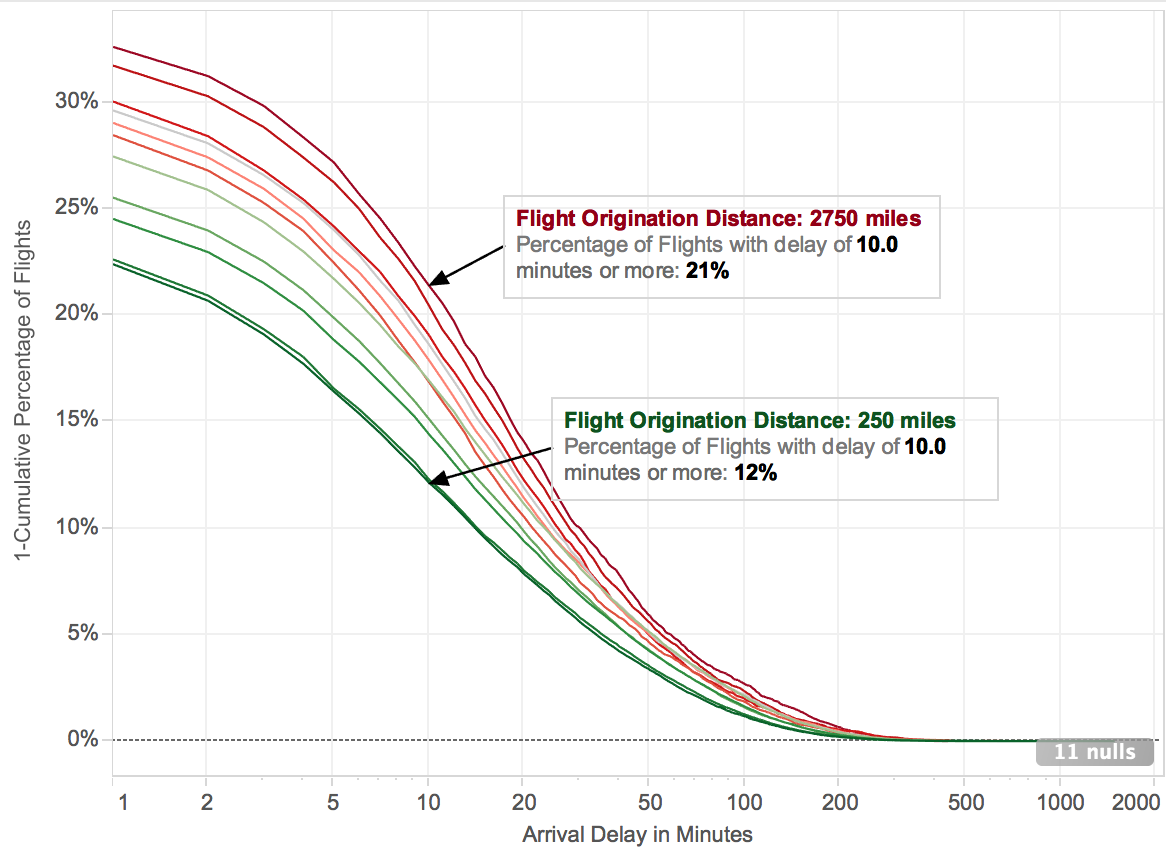 30%
25%
20%
15%
10%
5%
0%
1-Cumulative Percentage of Flights
Flight Origination Distance: 2750 miles
Percentage of Flights with delay of 10.0
minutes or more: 21%
Flight Origination Distance: 250 miles
Percentage of Flights with delay of 10.0
minutes or more: 12%
11 nulls
1 2 5 10 20 50 100 200 500 1000 2000
Arrival Delay in Minutes